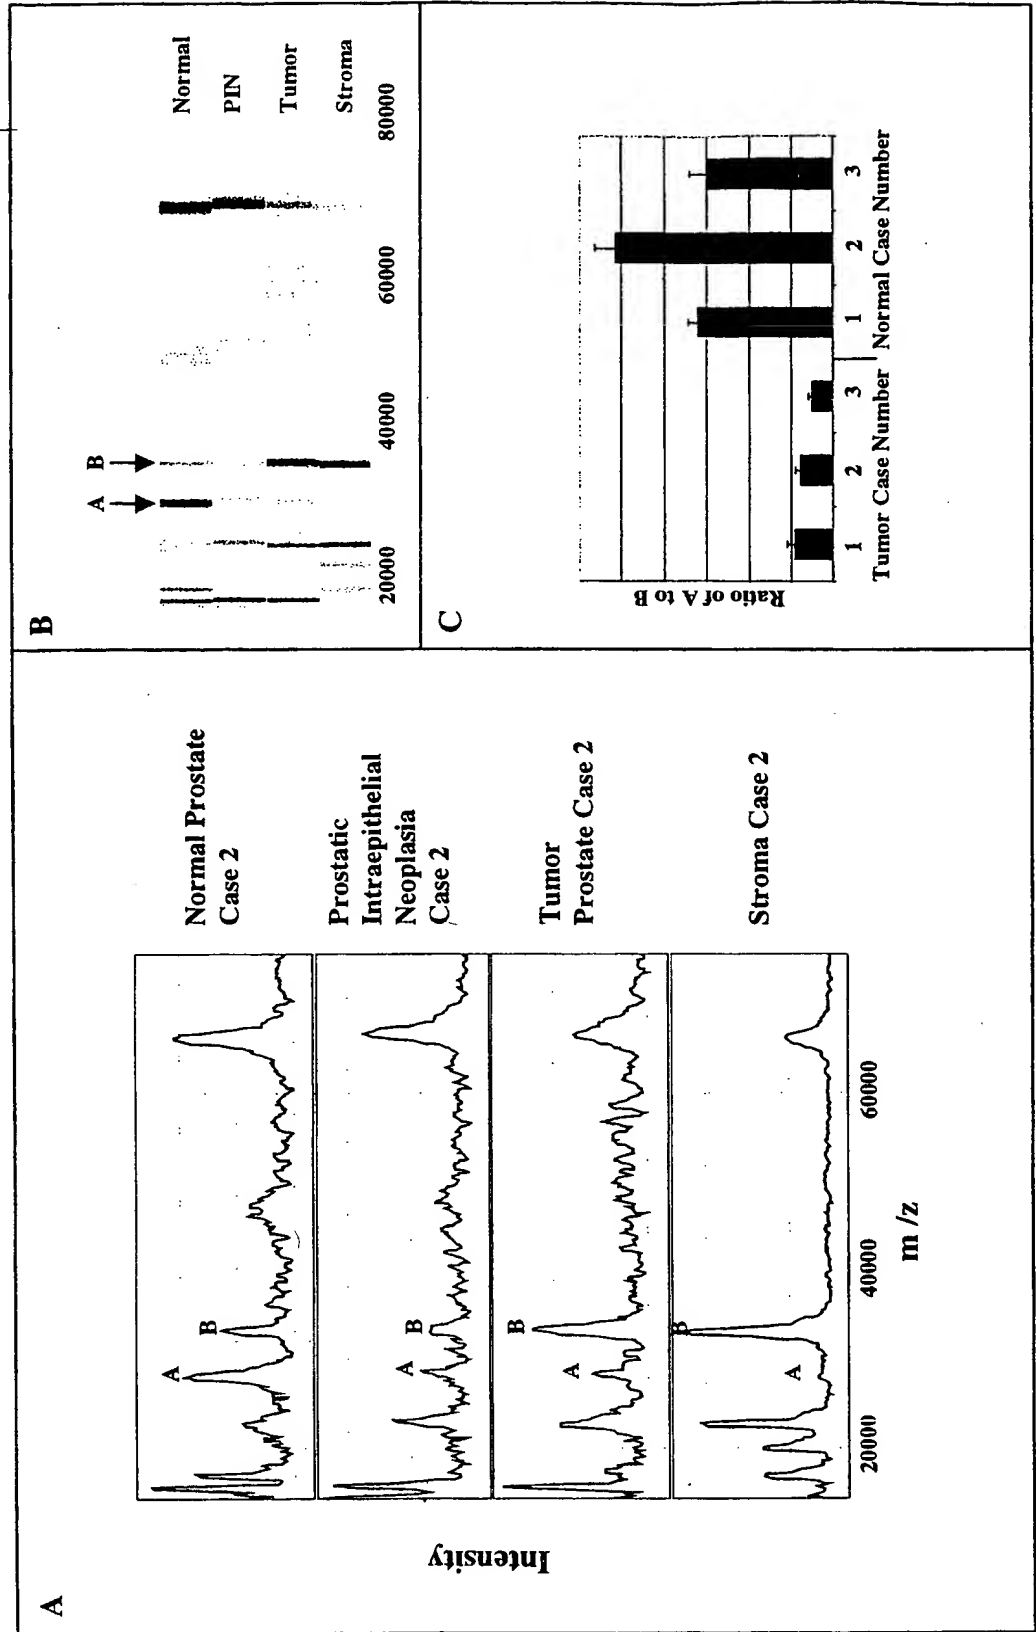 A
Intensity
Normal Prostate
Case 2
A
B
Prostatic
Intraepithelial
Neoplasia
Case 2
A
B
Tumor
Prostate Case 2
A
B
Stroma Case 2
A
B
20000
40000
60000
m /z
B
A
B
Normal
PIN
Tumor
Stroma
20000
40000
60000
80000
C
Ratio of A to B
1
2
3
1
2
3
Tumor Case Number
Normal Case Number